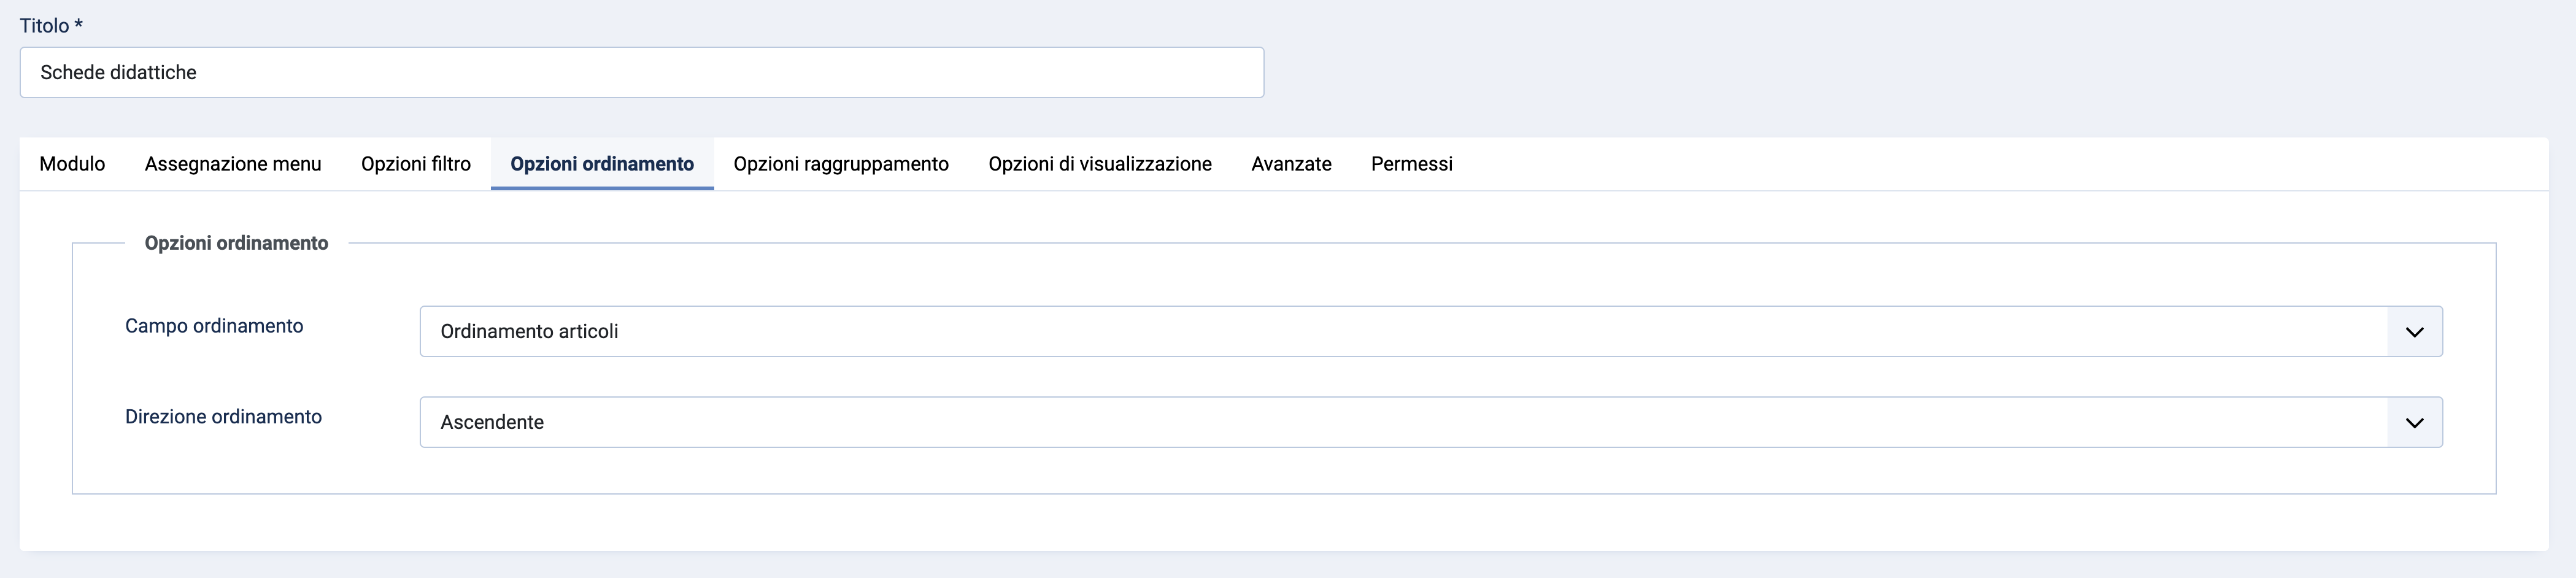 Titolo *
Schede didattiche
Modulo Assegnazione menu Opzioni filtro Opzioni ordinamento Opzioni raggruppamento Opzioni di visualizzazione Avanzate Permessi
Opzioni ordinamento
Campo ordinamento Ordinamento articoli
Direzione ordinamento Ascendente